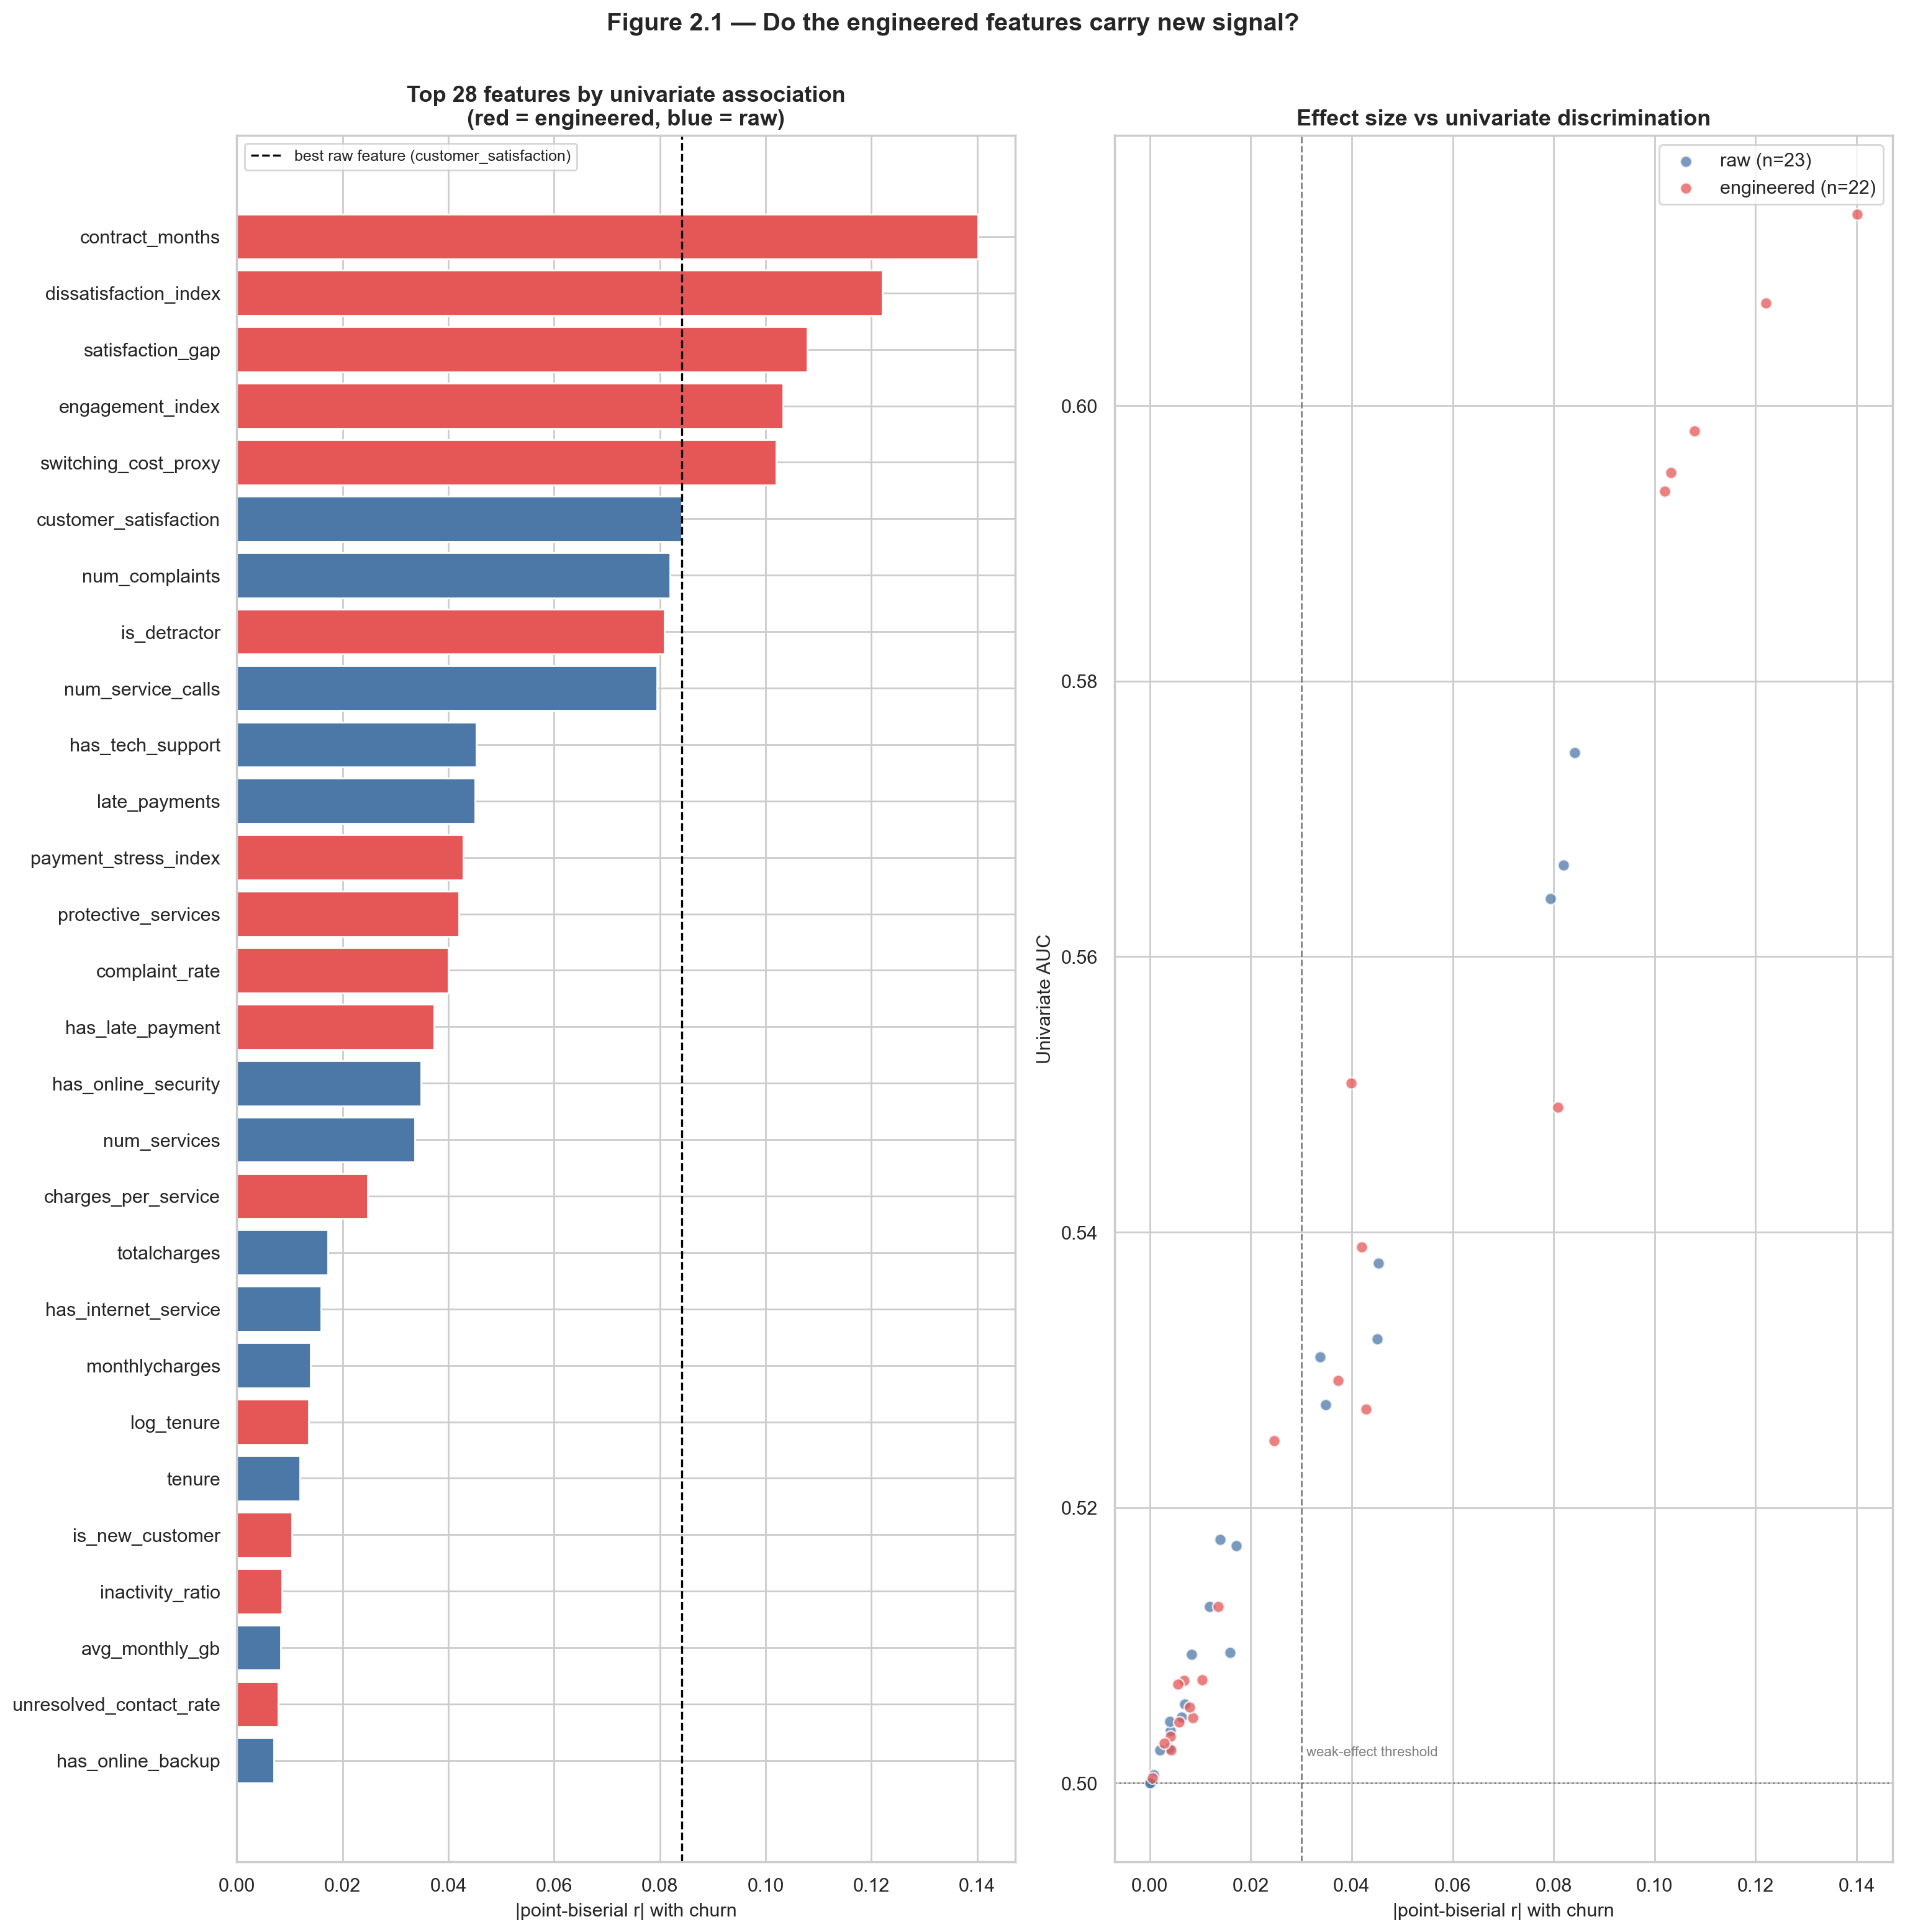 Figure 2.1 — Do the engineered features carry new signal?
Top 28 features by univariate association
(red = engineered, blue = raw)
best raw feature (customer_satisfaction)
contract_months
dissatisfaction_index
satisfaction_gap
engagement_index
switching_cost_proxy
customer_satisfaction
num_complaints
is_detractor
num_service_calls
has_tech_support
late_payments
payment_stress_index
protective_services
complaint_rate
has_late_payment
has_online_security
num_services
charges_per_service
totalcharges
has_internet_service
monthlycharges
log_tenure
tenure
is_new_customer
inactivity_ratio
avg_monthly_gb
unresolved_contact_rate
has_online_backup
0.00 0.02 0.04 0.06 0.08 0.10 0.12 0.14
|point-biserial r| with churn
Effect size vs univariate discrimination
raw (n=23)
engineered (n=22)
Univariate AUC
0.60
0.58
0.56
0.54
0.52
0.50
weak-effect threshold
0.00 0.02 0.04 0.06 0.08 0.10 0.12 0.14
|point-biserial r| with churn